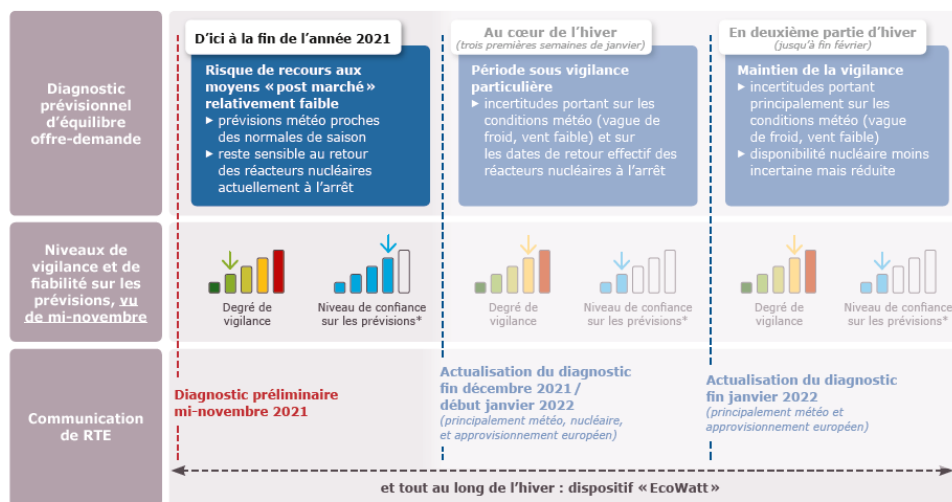 D'ici à la fin de l'année 2021
Au cœur de l'hiver
(trois premières semaines de janvier)
En deuxième partie d'hiver
(jusqu'à fin février)
Diagnostic
prévisionnel
d'équilibre
offre-demande
Risque de recours aux
moyens «post marché»
relativement faible
▸ prévisions météo proches
des normales de saison
▸ reste sensible au retour
des réacteurs nucléaires
actuellement à l'arrêt
Période sous vigilance
particulière
▸ incertitudes portant sur les
conditions météo (vague
de froid, vent faible) et sur
les dates de retour effectif des
réacteurs nucléaires à l'arrêt
Maintien de la vigilance
▸ incertitudes portant
principalement sur les
conditions météo (vague
de froid, vent faible)
▸ disponibilité nucléaire moins
incertaine mais réduite
Niveaux de
vigilance et de
fiabilité sur les
prévisions, vu
de mi-novembre
Degré de
vigilance
Niveau de confiance
sur les prévisions*
Degré de
vigilance
Niveau de confiance
sur les prévisions*
Degré de
vigilance
Niveau de confiance
sur les prévisions*
Communication
de RTE
Diagnostic préliminaire
mi-novembre 2021
Actualisation du diagnostic
fin décembre 2021/
début janvier 2022
(principalement météo, nucléaire,
et approvisionnement européen)
Actualisation du diagnostic
fin janvier 2022
(principalement météo et
approvisionnement européen)
et tout au long de l'hiver : dispositif «EcoWatt»